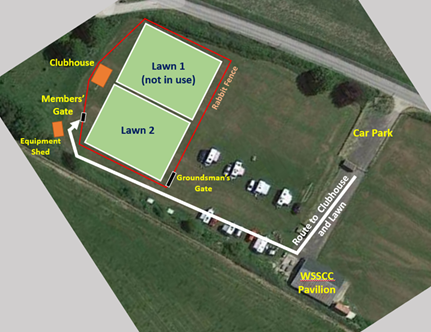 Clubhouse
Lawn 1
(not in use)
Rabbit Fence
Members'
Gate
Lawn 2
Equipment
Shed
Groundsman's
Gate
Car Park
Route to Clubhouse
and Lawn
WSSCC
Pavilion